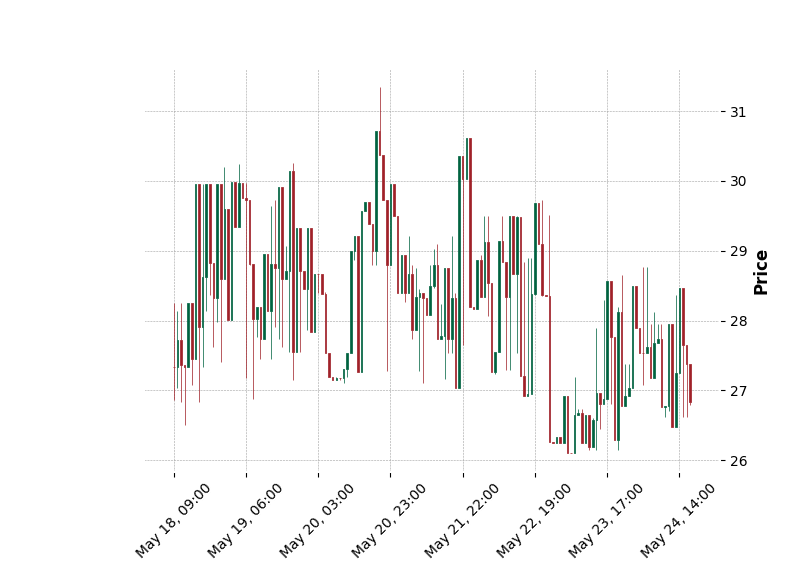 31
30
29
28
27
26
Price
May 18, 09:00
May 19, 06:00
May 20, 03:00
May 20, 23:00
May 21, 22:00
May 22, 19:00
May 23, 17:00
May 24, 14:00